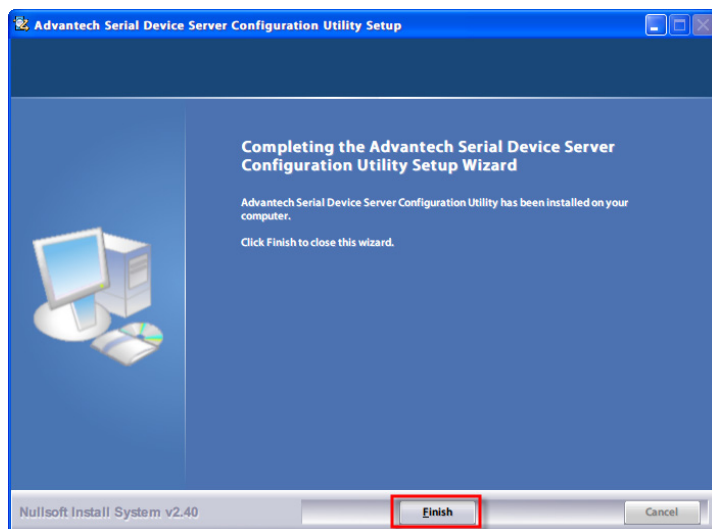 Advantech Serial Device Server Configuration Utility Setup
Completing the Advantech Serial Device Server
Configuration Utility Setup Wizard
Advantech Serial Device Server Configuration Utility has been installed on your
computer.
Click Finish to close this wizard.
Nullsoft Install System v2.40
Finish
Cancel